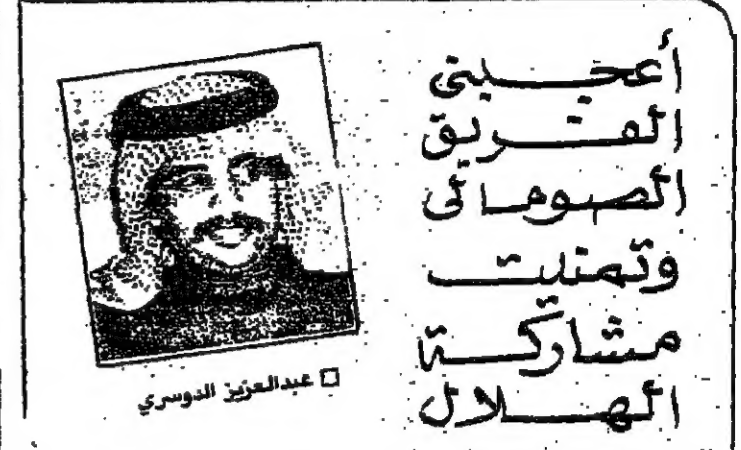 أعجبني
الفريق
الصومالي
وتمنيت
مشاركة
الهلال
□ عبدالعزيز الدوسري